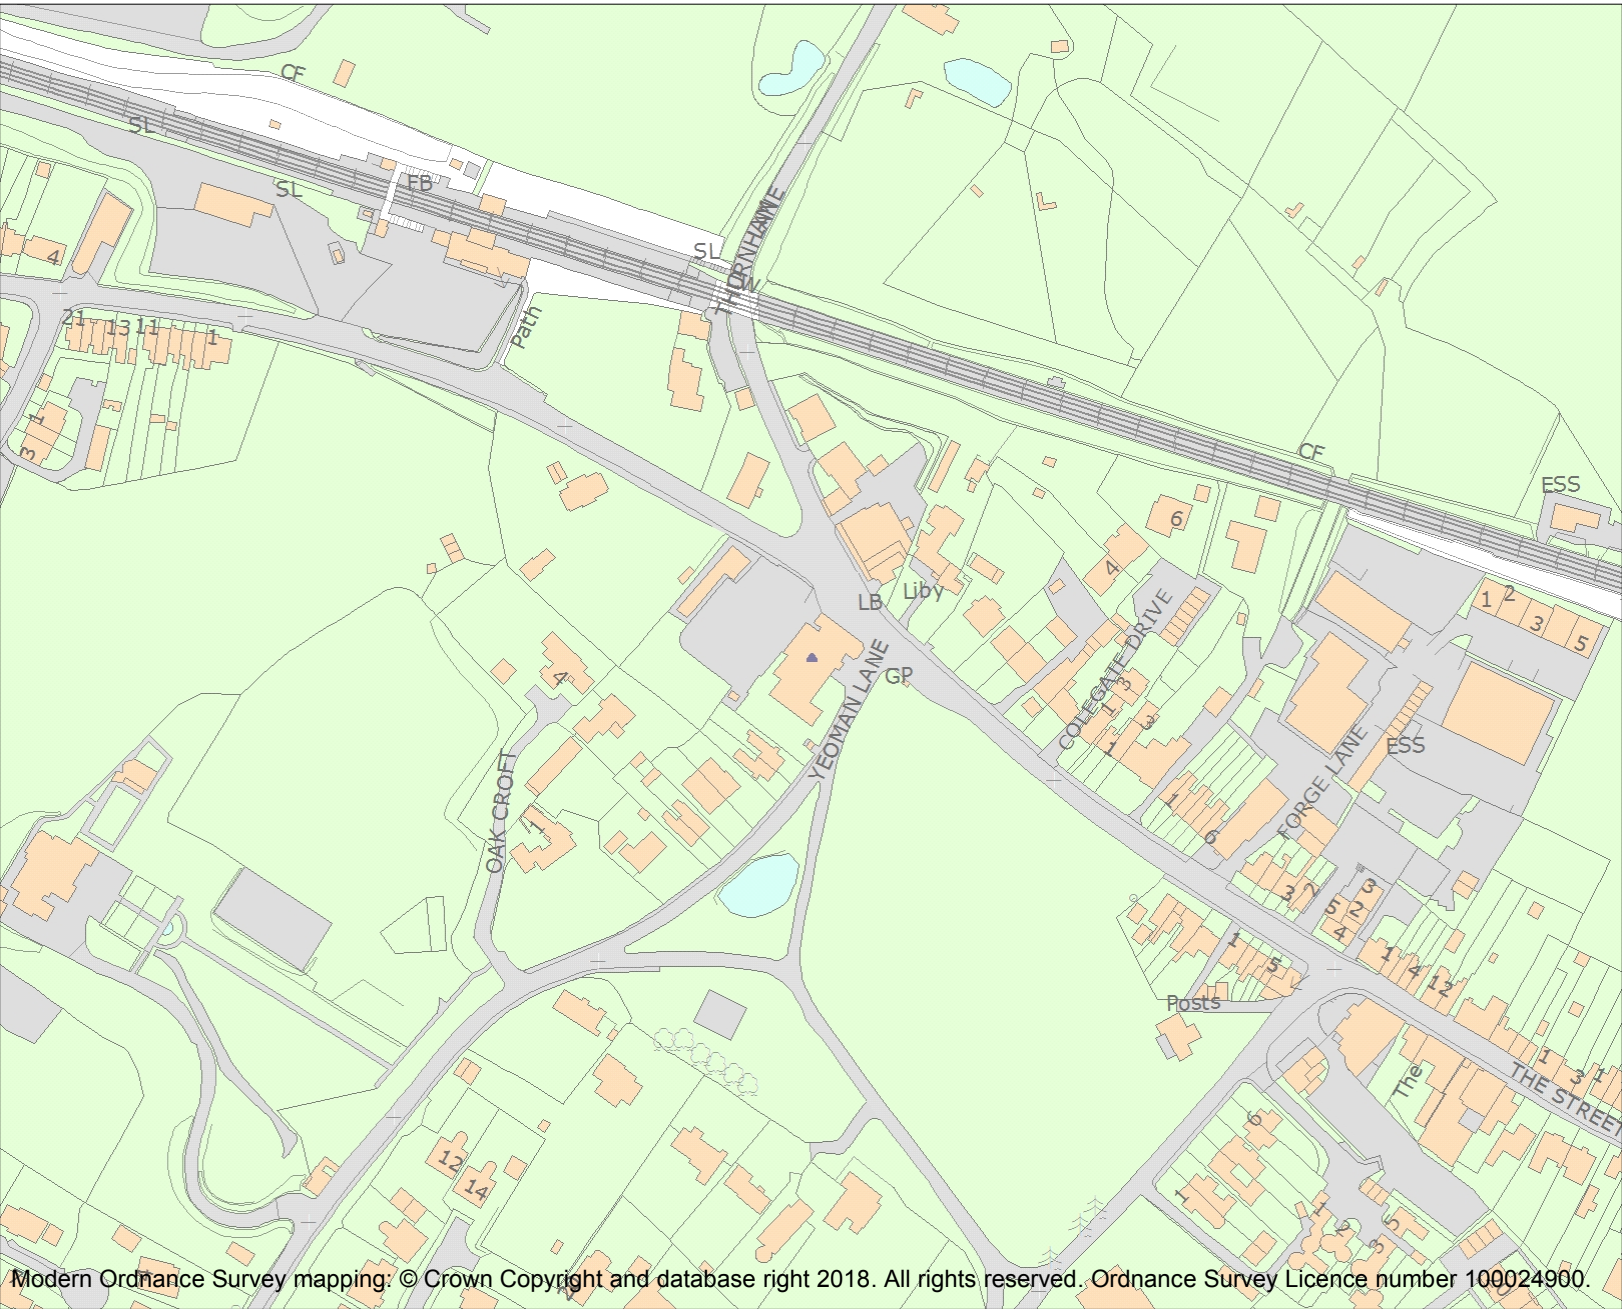 CF
SL
FB
SL
SL
THORNHAM LANE
CW
4
21
13
11
1
Path
1
3
CF
ESS
6
4
LB
Liby
1
2
3
5
COLEGATE DRIVE
4
GP
YEOMAN LANE
3
1
3
1
ESS
FORGE LANE
OAK CROFT
1
1
6
3
2
3
5
2
4
1
5
1
4
12
Posts
The
1
3
1
THE STREET
6
12
14
1
1
2
5
3
Modern Ordnance Survey mapping: © Crown Copyright and database right 2018. All rights reserved. Ordnance Survey Licence number 100024900.